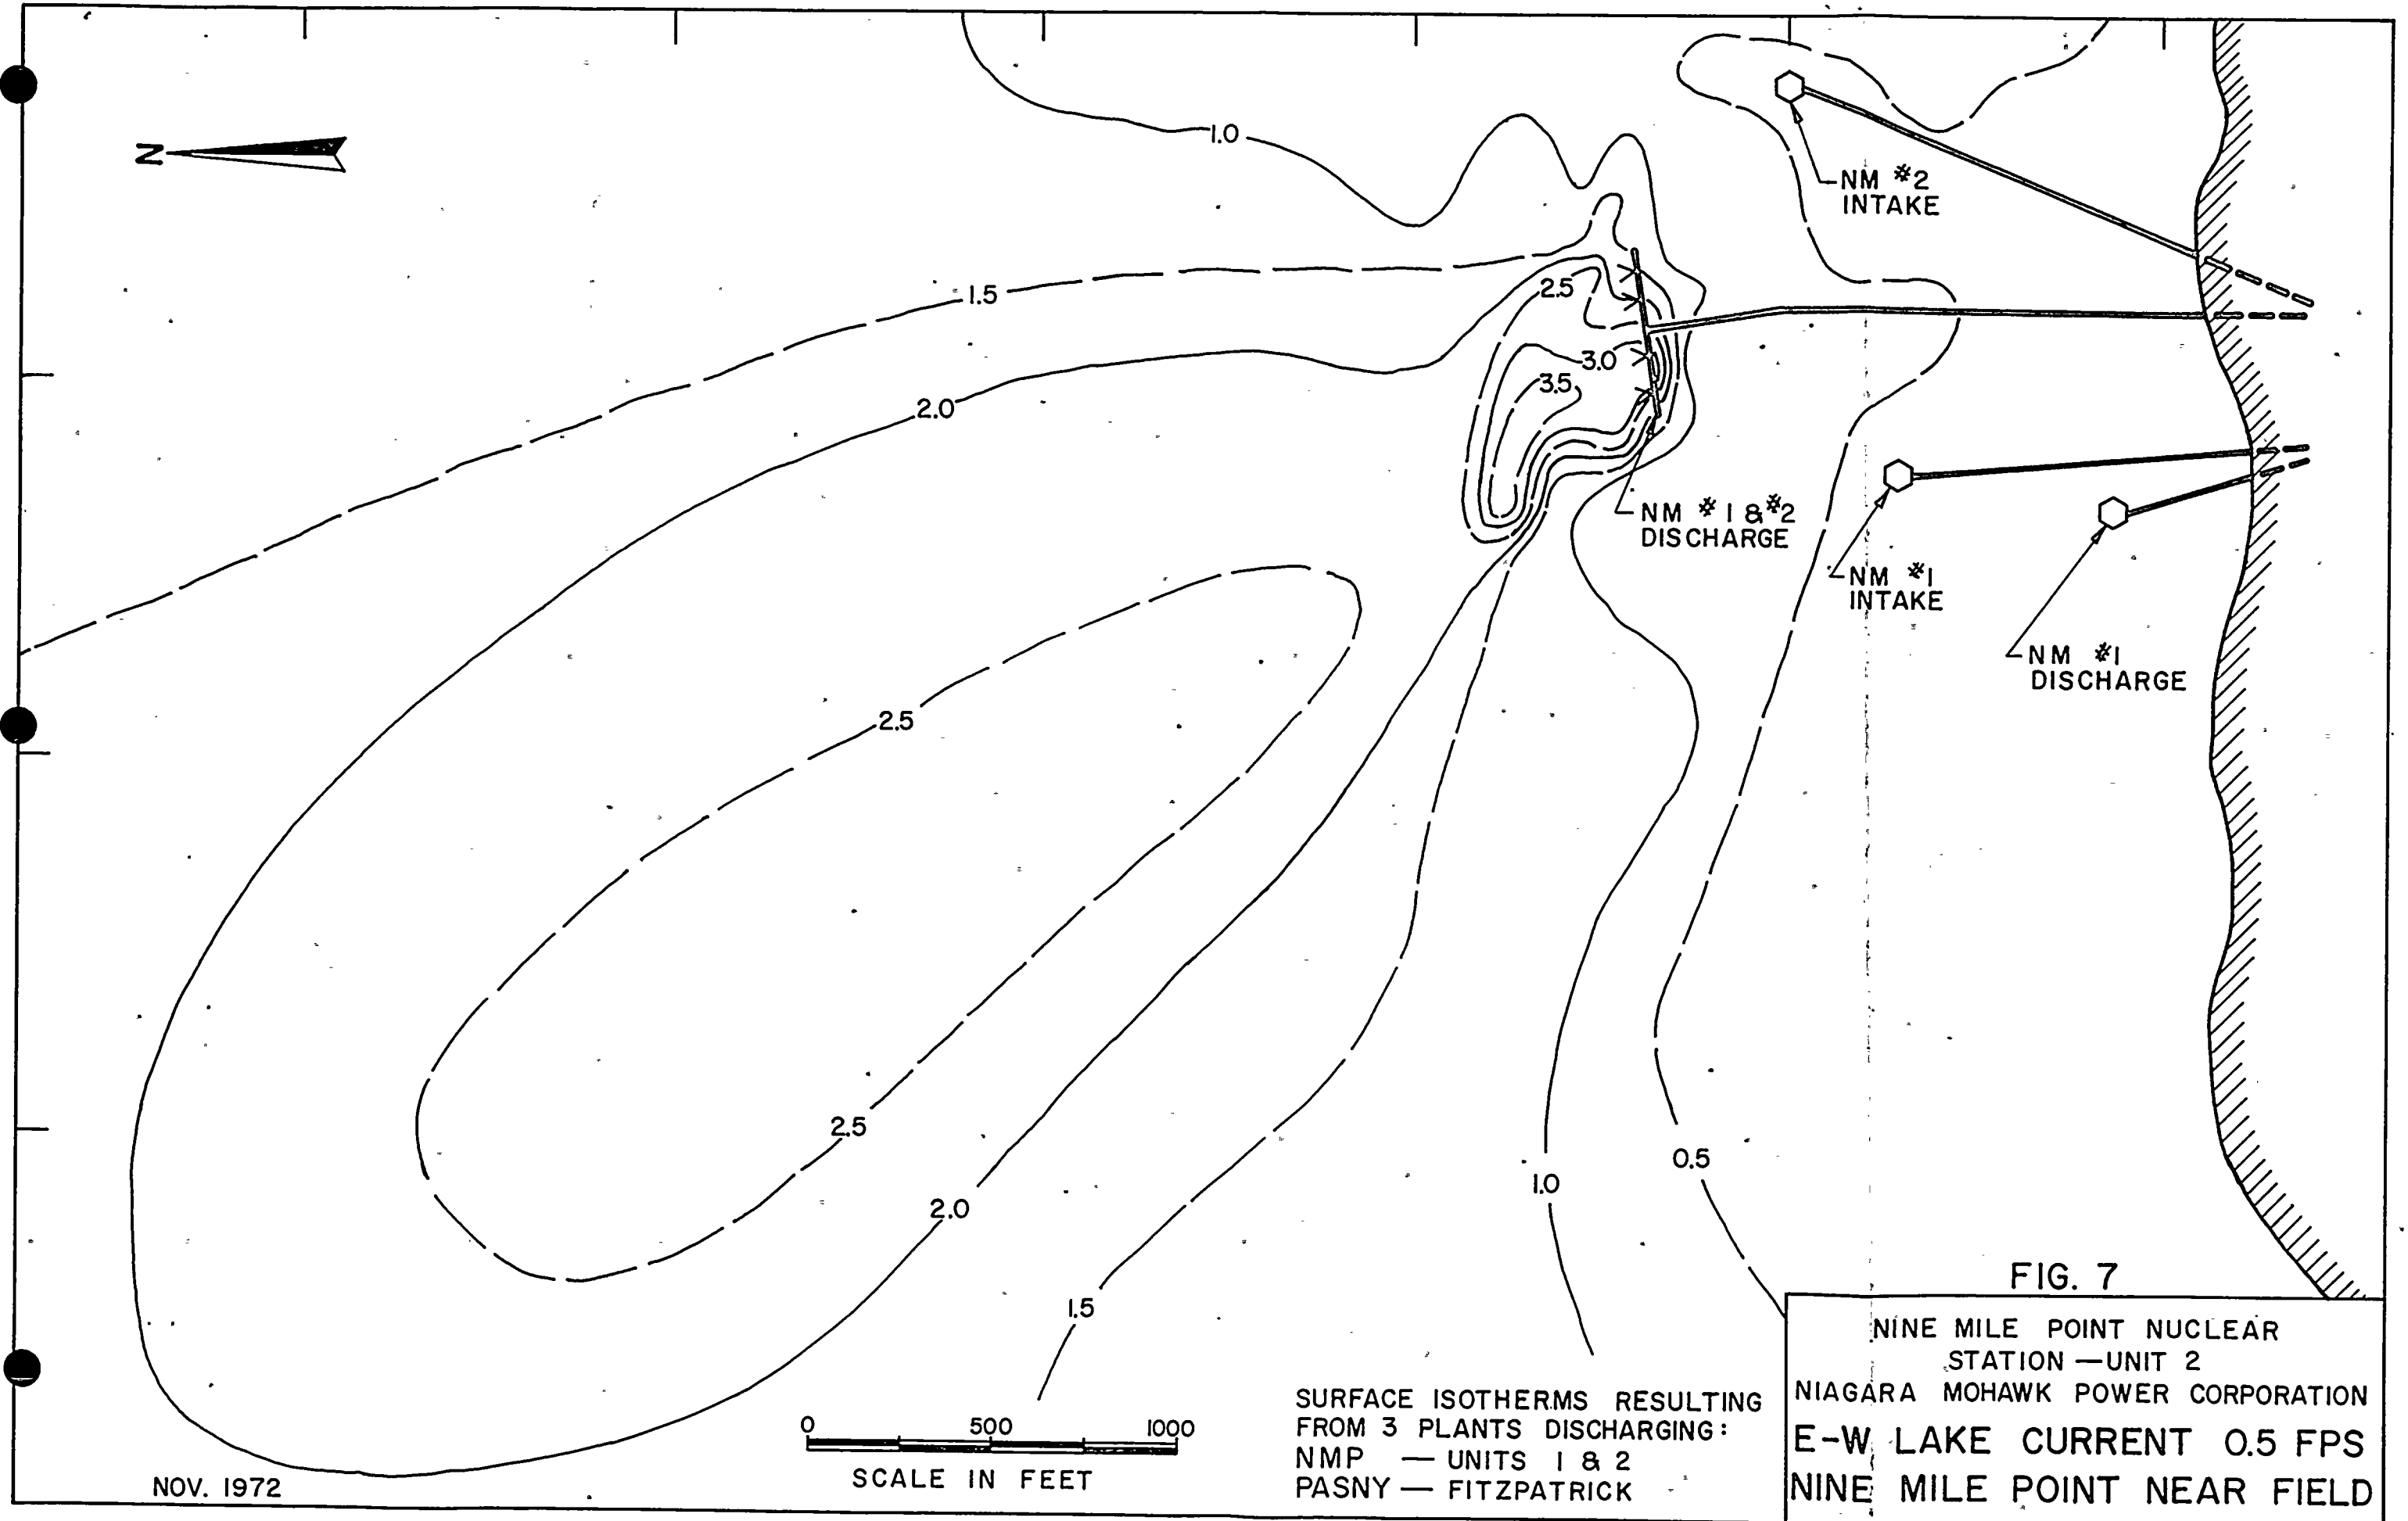 N
1.0
NM #2
INTAKE
1.5
2.5
2.0
3.0
3.5
NM #1 & #2
DISCHARGE
NM #1
INTAKE
NM #1
DISCHARGE
2.5
2.5
2.0
1.0
0.5
1.5
FIG. 7
NINE MILE POINT NUCLEAR
STATION — UNIT 2
NIAGARA MOHAWK POWER CORPORATION
E-W LAKE CURRENT 0.5 FPS
NINE MILE POINT NEAR FIELD
SURFACE ISOTHERMS RESULTING
FROM 3 PLANTS DISCHARGING:
NMP — UNITS 1 & 2
PASNY — FITZPATRICK
0 500 1000
SCALE IN FEET
NOV. 1972